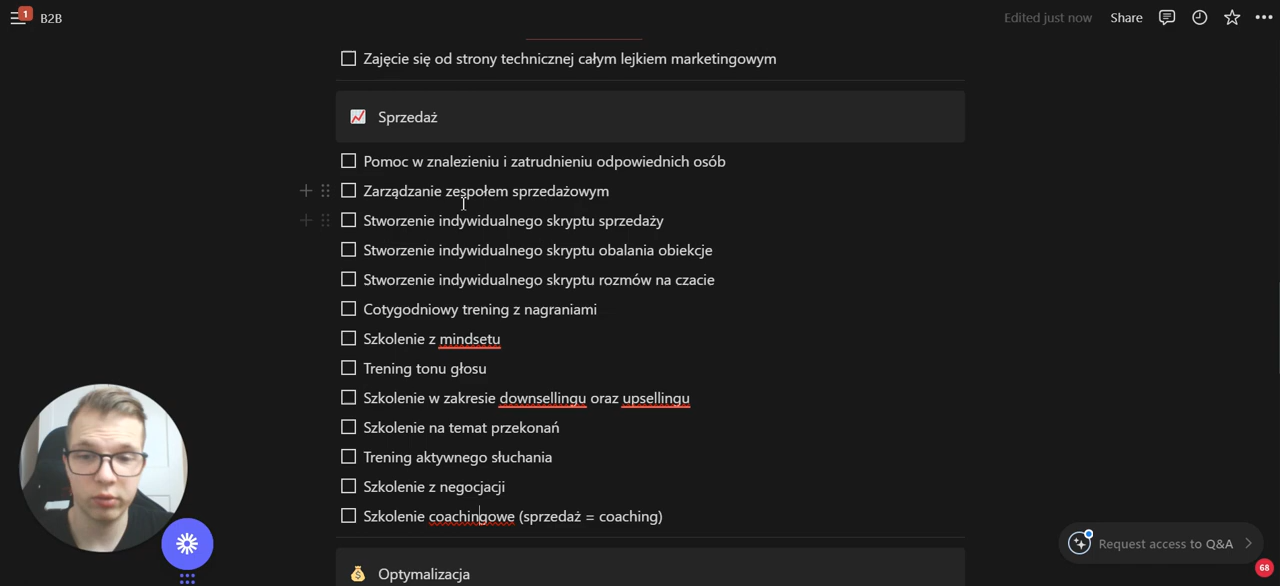 1
B2B
Edited just now
Share
Zajęcie się od strony technicznej całym lejkiem marketingowym
Sprzedaż
Pomoc w znalezieniu i zatrudnieniu odpowiednich osób
Zarządzanie zespołem sprzedażowym
Stworzenie indywidualnego skryptu sprzedaży
Stworzenie indywidualnego skryptu obalania obiekcje
Stworzenie indywidualnego skryptu rozmów na czacie
Cotygodniowy trening z nagraniami
Szkolenie z mindsetu
Trening tonu głosu
Szkolenie w zakresie downsellingu oraz upsellingu
Szkolenie na temat przekonań
Trening aktywnego słuchania
Szkolenie z negocjacji
Szkolenie coachingowe (sprzedaż = coaching)
Request access to Q&A
68
Optymalizacja